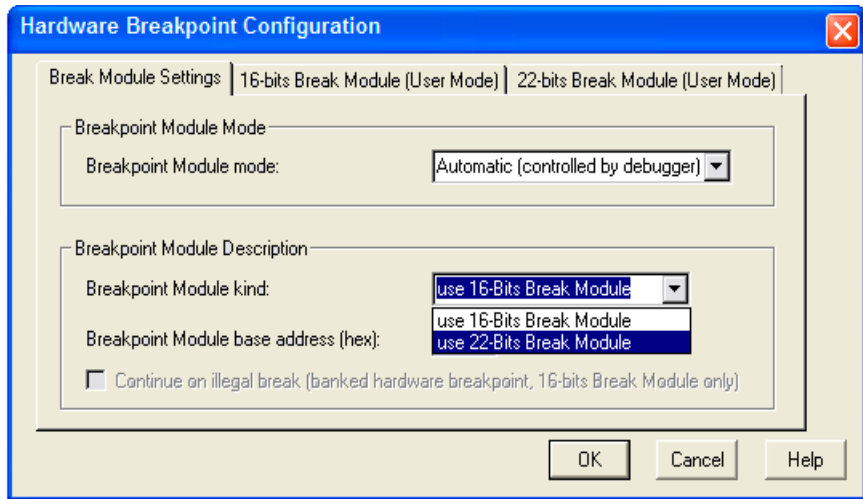 Hardware Breakpoint Configuration
Break Module Settings 16-bits Break Module (User Mode) 22-bits Break Module (User Mode)
Breakpoint Module Mode
Breakpoint Module mode: Automatic (controlled by debugger)
Breakpoint Module Description
Breakpoint Module kind: use 16-Bits Break Module
use 16-Bits Break Module
Breakpoint Module base address (hex): use 22-Bits Break Module
Continue on illegal break (banked hardware breakpoint, 16-bits Break Module only)
OK Cancel Help